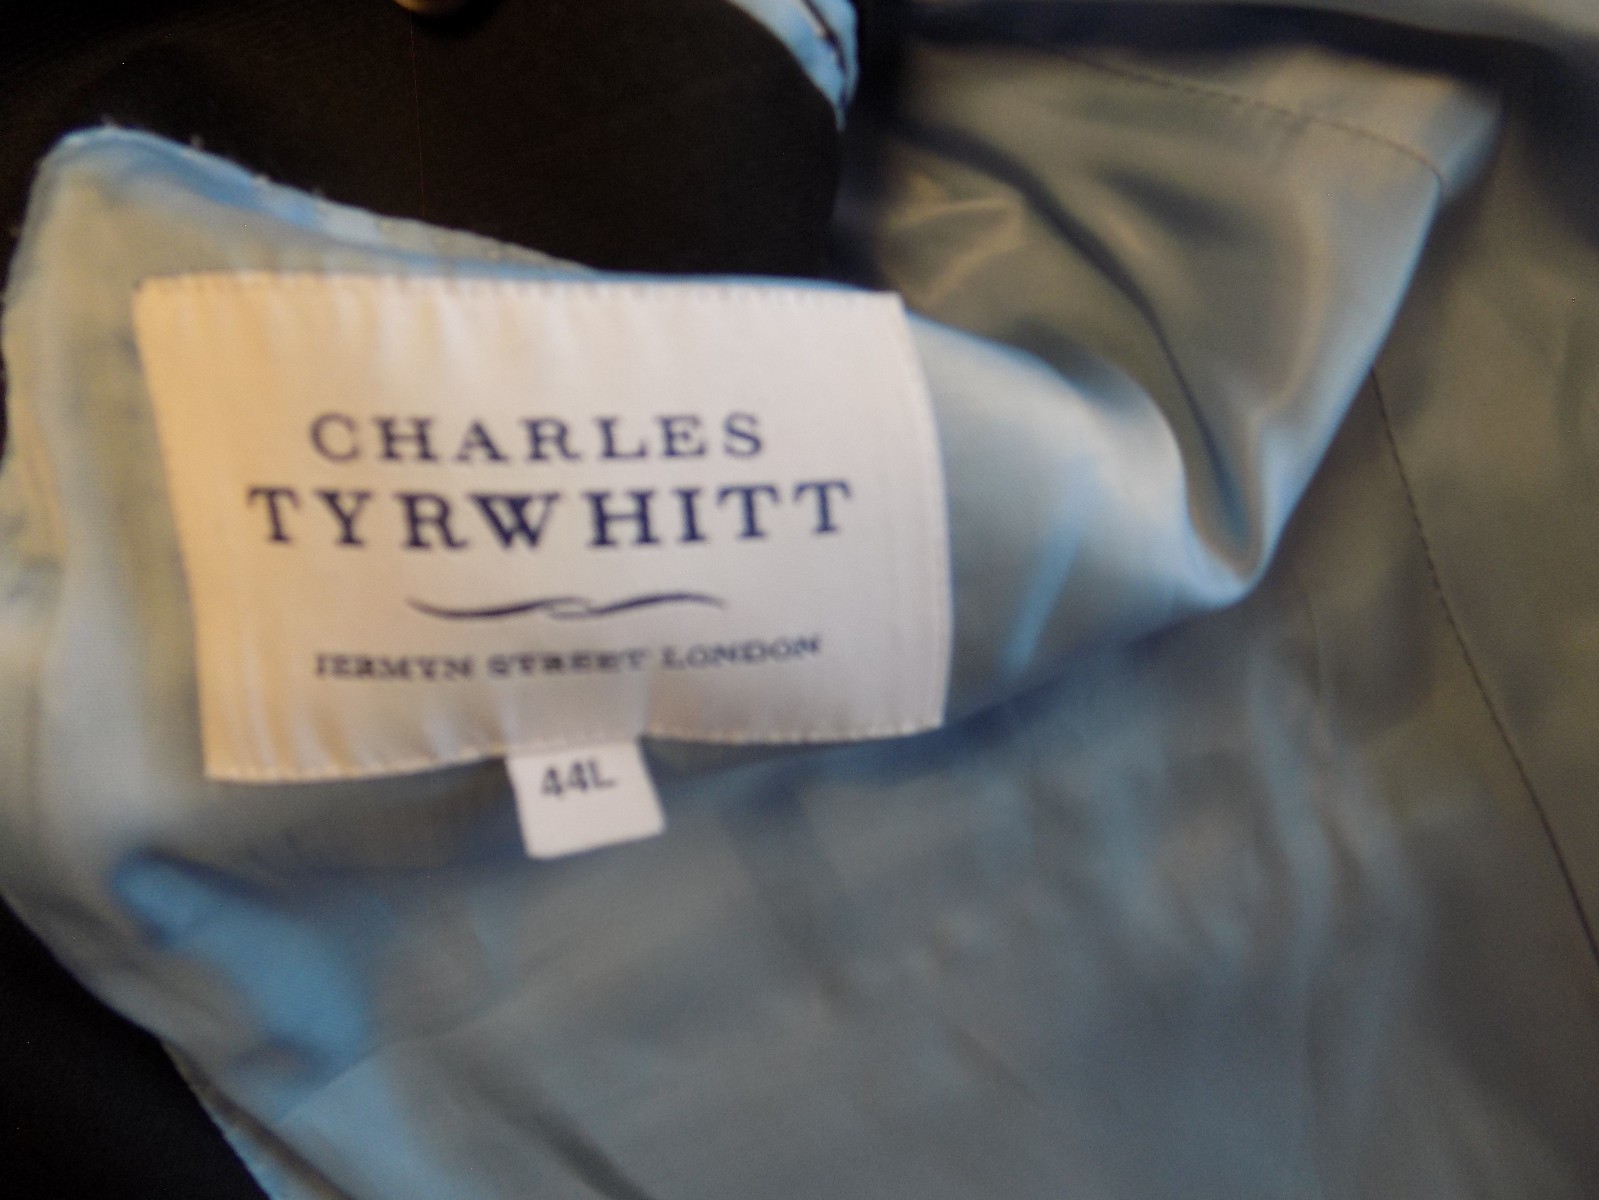 CHARLES
TYRWHITT
JERMYN STREET LONDON
44L